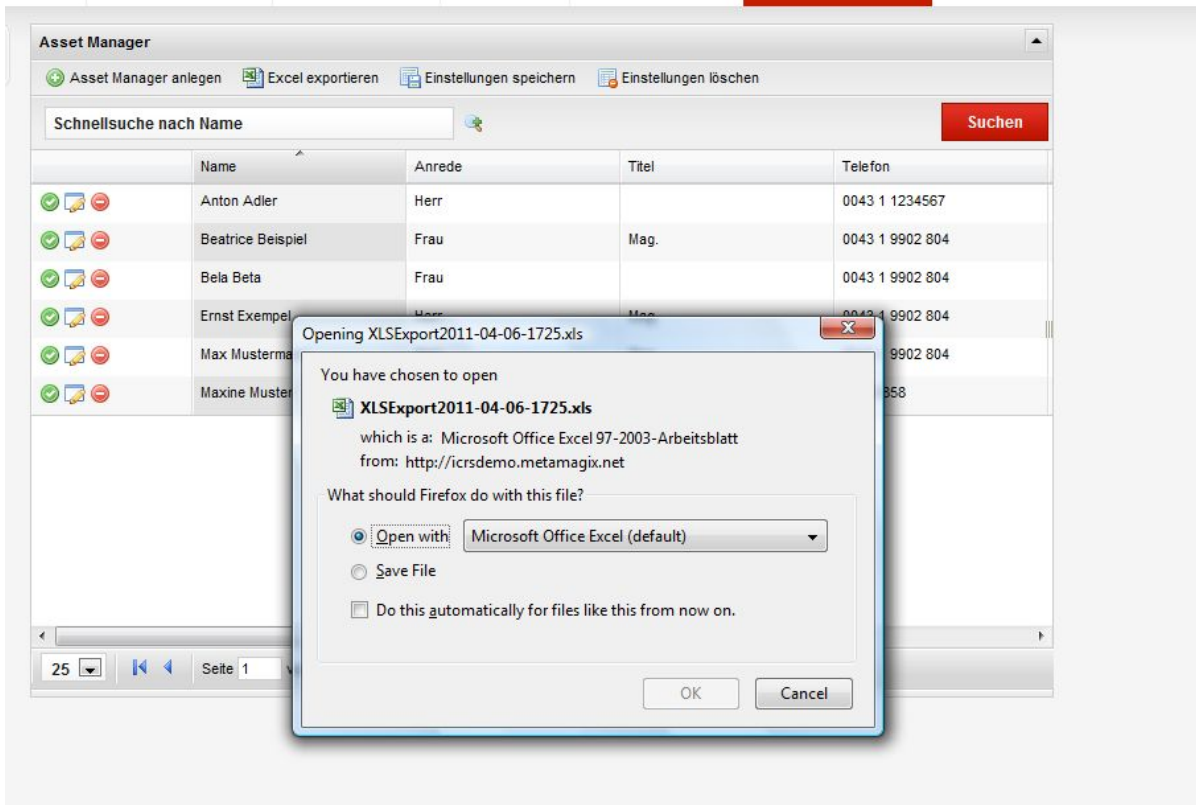 Asset Manager
Asset Manager anlegen Excel exportieren Einstellungen speichern Einstellungen löschen
Schnellsuche nach Name Suchen
Name Anrede Titel Telefon
Anton Adler Herr 0043 1 1234567
Beatrice Beispiel Frau Mag. 0043 1 9902 804
Bela Beta Frau 0043 1 9902 804
Ernst Exempel 9902 804
Max 9902 804
Maxine
Opening XLSExport2011-04-06-1725.xls
You have chosen to open
XLSExport2011-04-06-1725.xls
which is a: Microsoft Office Excel 97-2003-Arbeitsblatt
from: http://icrsdemo.metamagix.net
What should Firefox do with this file?
Open with Microsoft Office Excel (default)
Save File
Do this automatically for files like this from now on.
25 Seite 1
OK Cancel